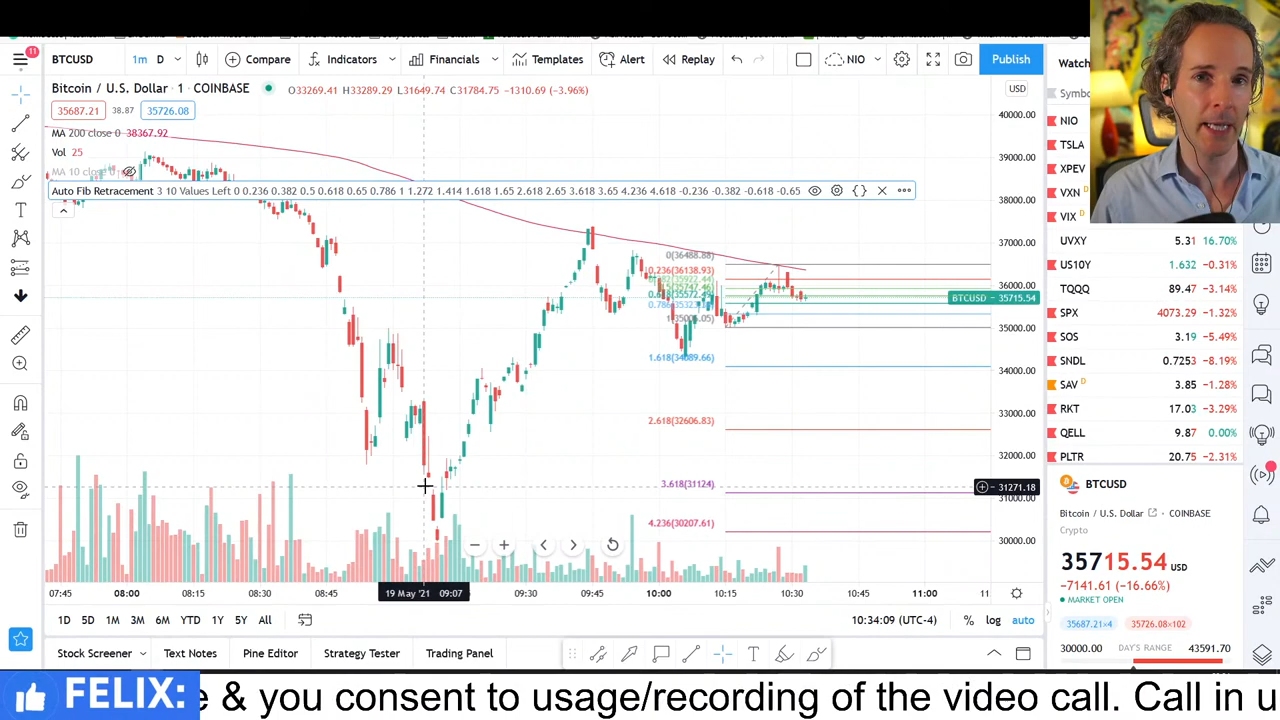 11
BTCUSD 1m D Compare Indicators Financials Templates Alert Replay NIO Publish
Watch
Bitcoin / U.S. Dollar · 1 · COINBASE O33269.41 H33289.29 L31649.74 C31784.75 −1310.69 (−3.96%)
USD
Symbo
35687.21 38.87 35726.08
MA 200 close 0 38367.92
Vol 25
MA 10 close 0
Auto Fib Retracement 3 10 Values Left 0 0.236 0.382 0.5 0.618 0.65 0.786 1 1.272 1.414 1.618 1.65 2.618 2.65 3.618 3.65 4.236 4.618 -0.236 -0.382 -0.618 -0.65
0(36488.88)
0.236(36138.93)
1.618(34089.66)
2.618(32606.83)
3.618(31124)
4.236(30207.61)
40000.00
39000.00
38000.00
37000.00
36000.00
BTCUSD 35715.54
35000.00
34000.00
33000.00
32000.00
31271.18
31000.00
30000.00
07:45 08:00 08:15 08:30 08:45 19 May '21 09:07 09:30 09:45 10:00 10:15 10:30 10:45 11:00 11
1D 5D 1M 3M 6M YTD 1Y 5Y All 10:34:09 (UTC-4) % log auto
Stock Screener Text Notes Pine Editor Strategy Tester Trading Panel
NIO
TSLA
XPEV
VXN D
VIX D
UVXY 5.31 16.70%
US10Y 1.632 −0.31%
TQQQ 89.47 −3.14%
SPX 4073.29 −1.32%
SOS 3.19 −5.49%
SNDL 0.7253 −8.19%
SAV D 3.85 −1.28%
RKT 17.03 −3.29%
QELL 9.87 0.00%
PLTR 20.75 −2.31%
BTCUSD
Bitcoin / U.S. Dollar COINBASE
Crypto
35715.54 USD
−7141.61 (−16.66%)
MARKET OPEN
35687.21×4 35726.08×102
30000.00 DAY'S RANGE 43591.70
FELIX: e & you consent to usage/recording of the video call. Call in u